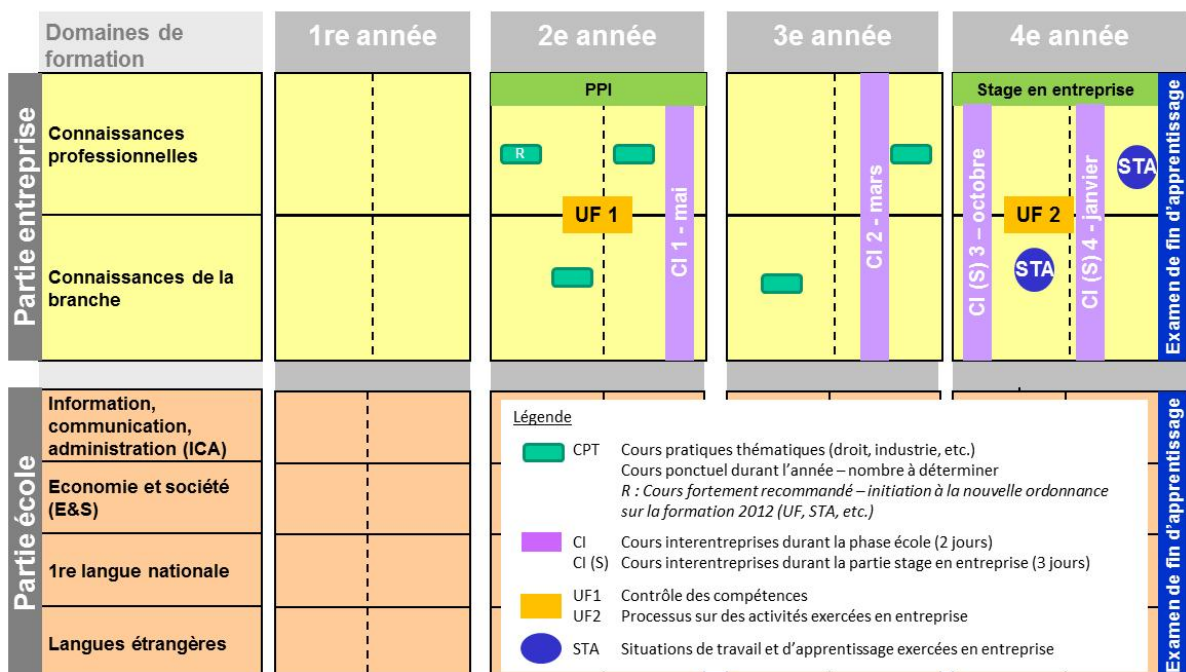 Domaines de
formation
1re année
2e année
3e année
4e année
Partie entreprise
Connaissances
professionnelles
Connaissances de la
branche
PPI
R
UF 1
CI 1 - mai
CI 2 - mars
Stage en entreprise
CI (S) 3 – octobre
UF 2
STA
CI (S) 4 - janvier
STA
Examen de fin d'apprentissage
Partie école
Information,
communication,
administration (ICA)
Economie et société
(E&S)
1re langue nationale
Langues étrangères
Légende
CPT Cours pratiques thématiques (droit, industrie, etc.)
Cours ponctuel durant l'année – nombre à déterminer
R : Cours fortement recommandé – initiation à la nouvelle ordonnance
sur la formation 2012 (UF, STA, etc.)
CI Cours interentreprises durant la phase école (2 jours)
CI (S) Cours interentreprises durant la partie stage en entreprise (3 jours)
UF1 Contrôle des compétences
UF2 Processus sur des activités exercées en entreprise
STA Situations de travail et d'apprentissage exercées en entreprise
Examen de fin d'apprentissage